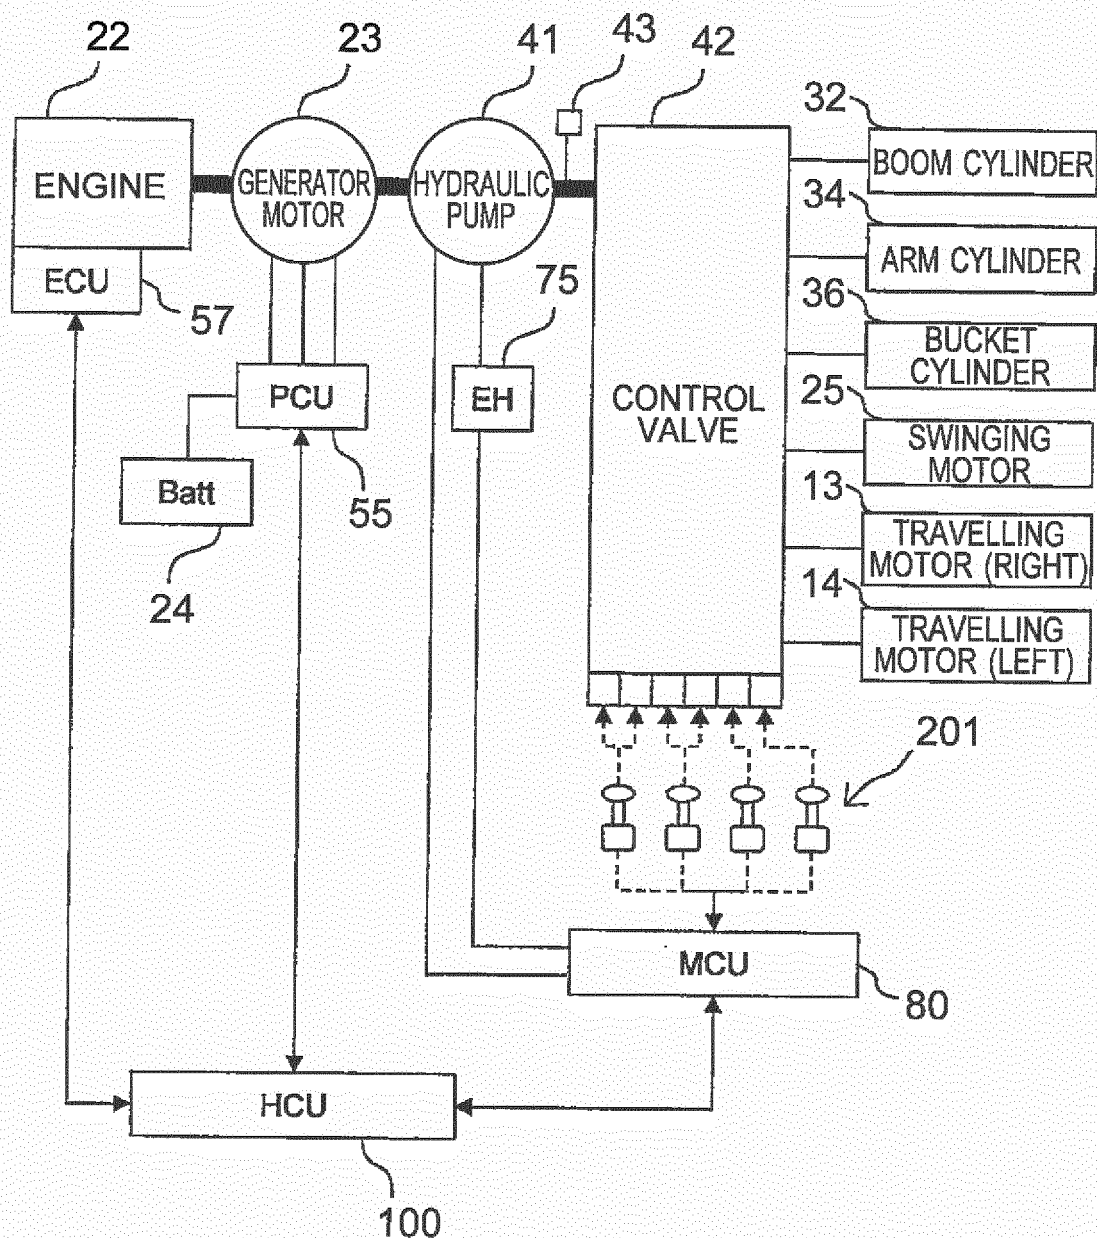 22
23
41
43
42
32
ENGINE
GENERATOR
MOTOR
HYDRAULIC
PUMP
BOOM CYLINDER
34
ECU
57
75
ARM CYLINDER
36
PCU
EH
CONTROL
VALVE
BUCKET
CYLINDER
25
Batt
55
SWINGING
MOTOR
24
13
TRAVELLING
MOTOR (RIGHT)
14
TRAVELLING
MOTOR (LEFT)
201
MCU
80
HCU
100